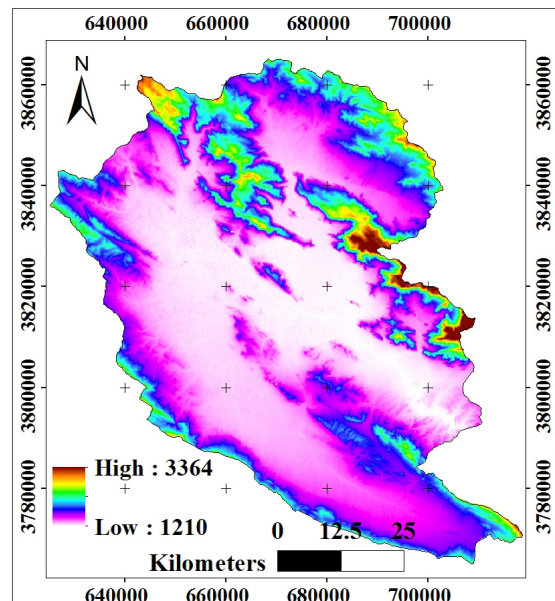 640000 660000 680000 700000
N
3860000 3860000
3840000 3840000
3820000 3820000
3800000 3800000
3780000 3780000
High : 3364
Low : 1210
0 12.5 25
Kilometers
640000 660000 680000 700000